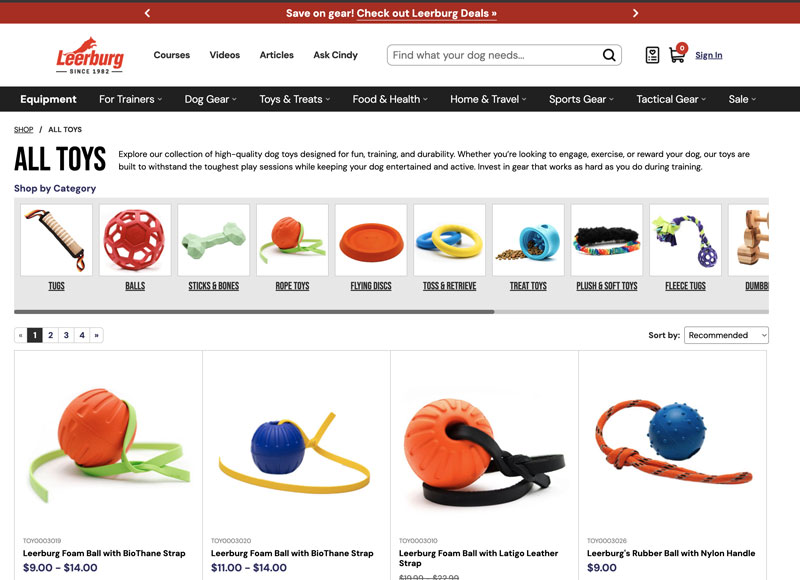 Save on gear! Check out Leerburg Deals »
Leerburg
SINCE 1982
Courses Videos Articles Ask Cindy
Find what your dog needs...
0
Sign In
Equipment For Trainers Dog Gear Toys & Treats Food & Health Home & Travel Sports Gear Tactical Gear Sale
SHOP / ALL TOYS
ALL TOYS
Explore our collection of high-quality dog toys designed for fun, training, and durability. Whether you're looking to engage, exercise, or reward your dog, our toys are
built to withstand the toughest play sessions while keeping your dog entertained and active. Invest in gear that works as hard as you do during training.
Shop by Category
TUGS BALLS STICKS & BONES ROPE TOYS FLYING DISCS TOSS & RETRIEVE TREAT TOYS PLUSH & SOFT TOYS FLEECE TUGS DUMBB
« 1 2 3 4 »
Sort by: Recommended
TOY0003019
Leerburg Foam Ball with BioThane Strap
$9.00 - $14.00
TOY0003020
Leerburg Foam Ball with BioThane Strap
$11.00 - $14.00
TOY0003010
Leerburg Foam Ball with Latigo Leather
Strap
$19.99 - $22.99
TOY0003026
Leerburg's Rubber Ball with Nylon Handle
$9.00